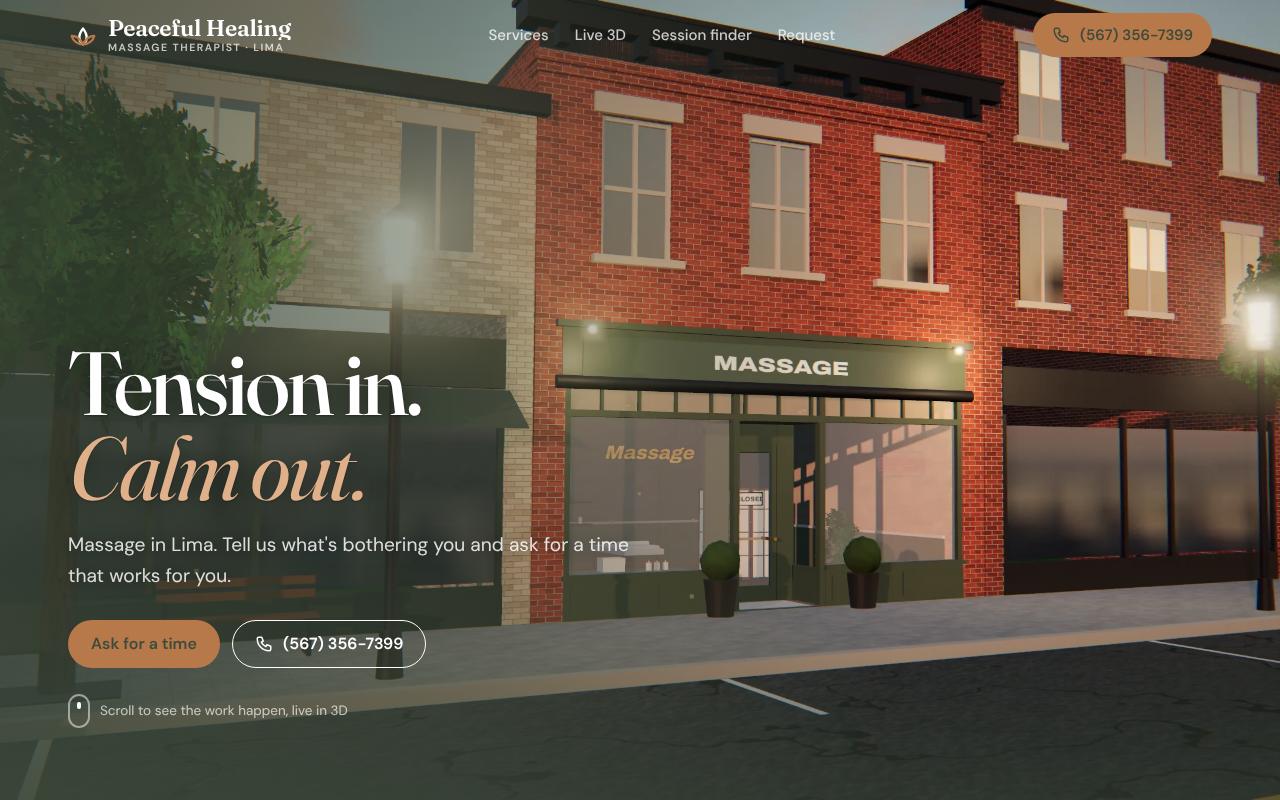 Peaceful Healing
MASSAGE THERAPIST · LIMA
Services
Live 3D
Session finder
Request
(567) 356-7399
MASSAGE
Massage
Tension in.
Calm out.
Massage in Lima. Tell us what's bothering you and ask for a time
that works for you.
Ask for a time
(567) 356-7399
Scroll to see the work happen, live in 3D